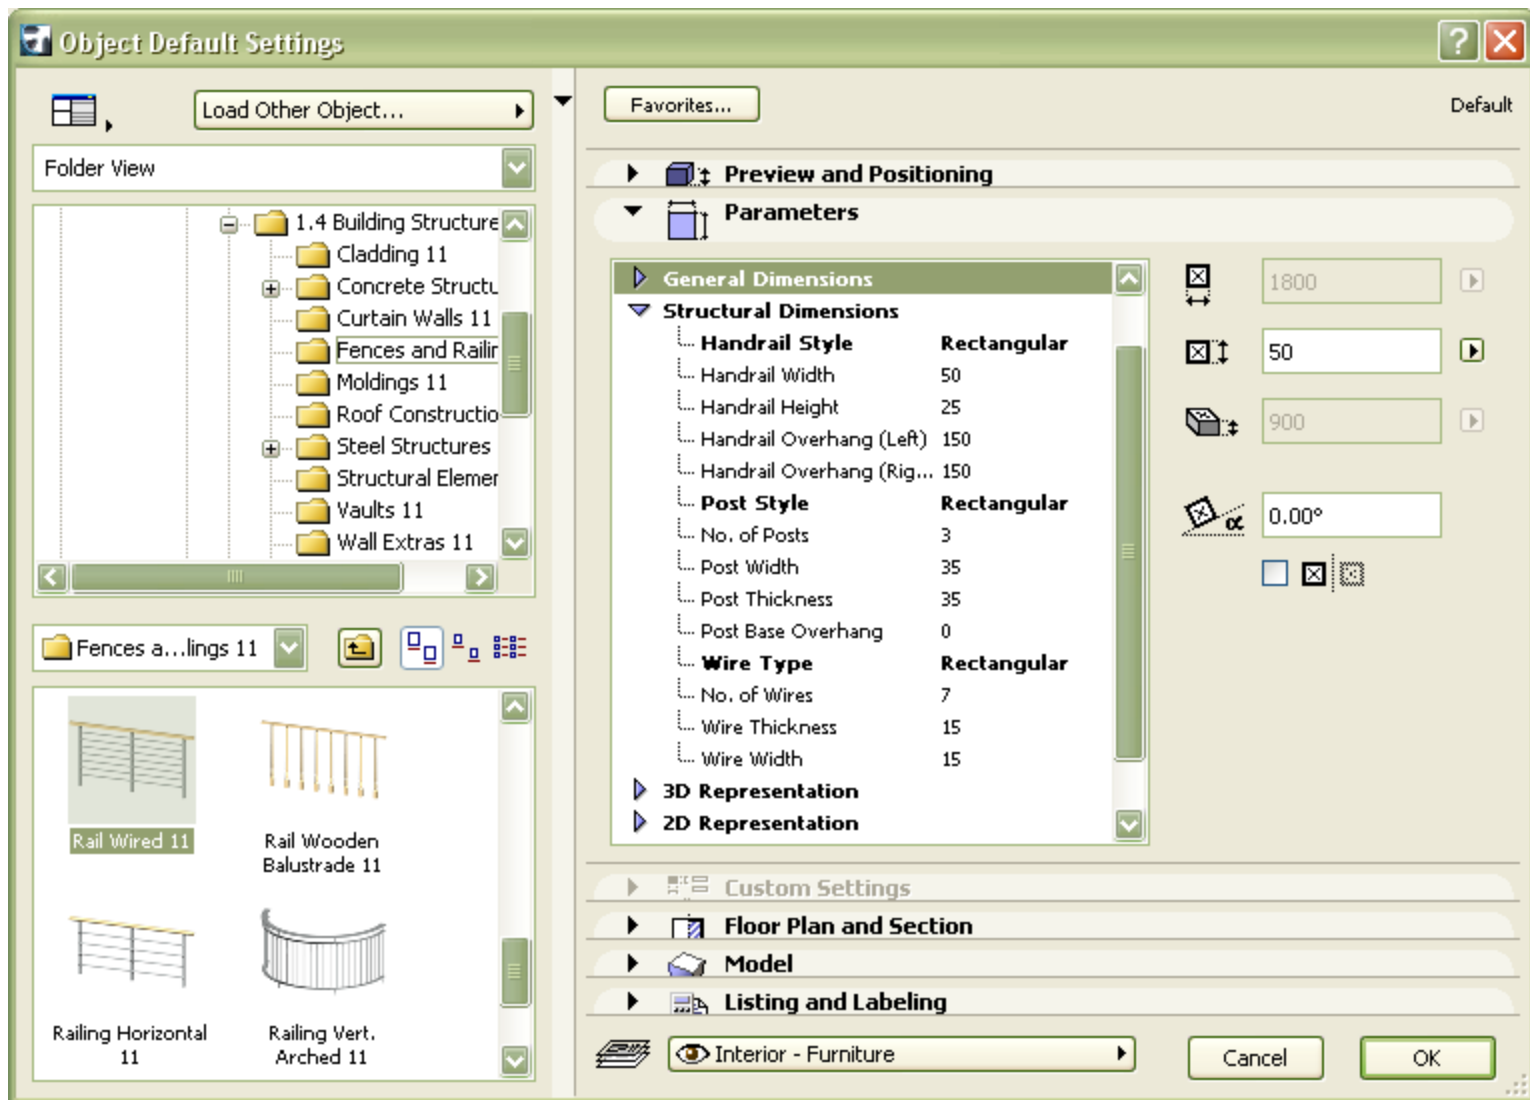 Object Default Settings
Load Other Object...
Folder View
1.4 Building Structure
Cladding 11
Concrete Structu
Curtain Walls 11
Fences and Railin
Moldings 11
Roof Constructio
Steel Structures
Structural Elemer
Vaults 11
Wall Extras 11
Fences a...lings 11
Rail Wired 11
Rail Wooden
Balustrade 11
Railing Horizontal
11
Railing Vert.
Arched 11
Favorites...
Default
Preview and Positioning
Parameters
General Dimensions
Structural Dimensions
Handrail Style Rectangular
Handrail Width 50
Handrail Height 25
Handrail Overhang (Left) 150
Handrail Overhang (Rig... 150
Post Style Rectangular
No. of Posts 3
Post Width 35
Post Thickness 35
Post Base Overhang 0
Wire Type Rectangular
No. of Wires 7
Wire Thickness 15
Wire Width 15
3D Representation
2D Representation
1800
50
900
α 0.00°
Custom Settings
Floor Plan and Section
Model
Listing and Labeling
Interior - Furniture
Cancel
OK